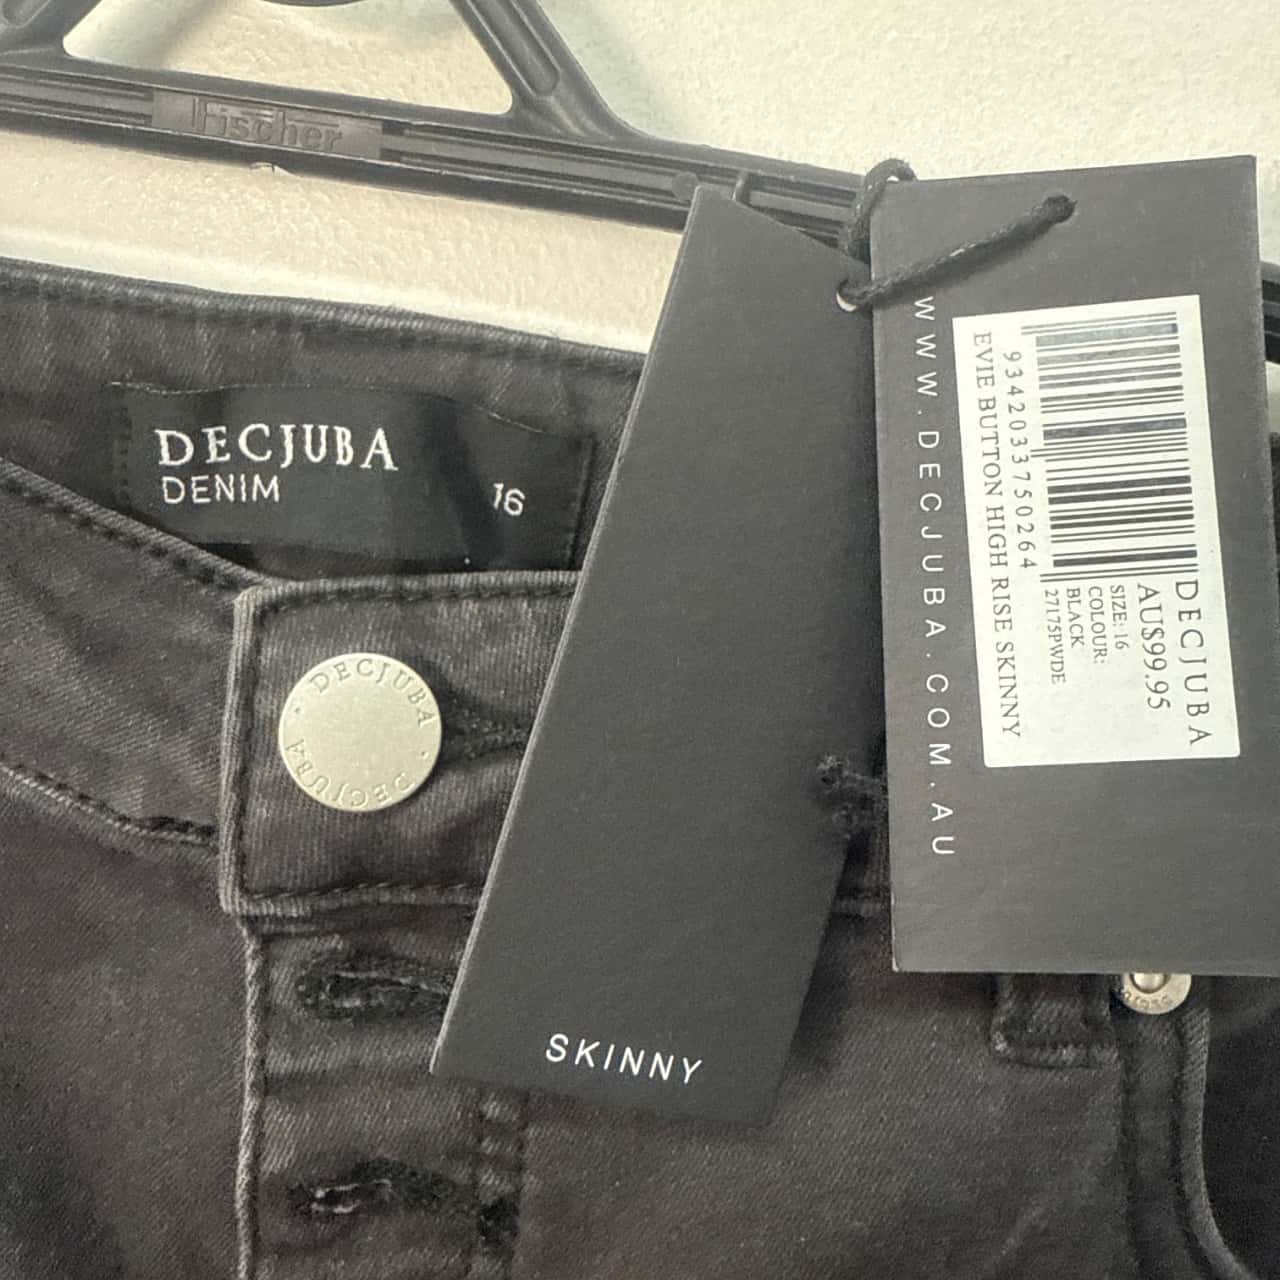 Fischer
DECJUBA
DENIM
16
DECJUBA · DECJUBA ·
SKINNY
WWW.DECJUBA.COM.AU
DECJUBA
AU$99.95
SIZE: 16
COLOUR:
BLACK
27175PWDE
9342033750264
EVIE BUTTON HIGH RISE SKINNY